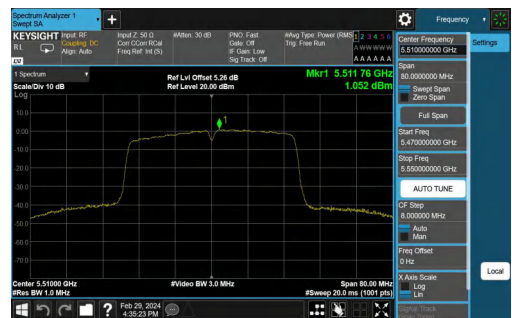 Spectrum Analyzer 1
Swept SA
Frequency
KEYSIGHT Input: RF
Coupling: DC
Align: Auto
RL
LV
Input Z: 50 Ω
Corr CCorr RCal
Freq Ref: Int (S)
#Atten: 30 dB
PNO: Fast
Gate: Off
IF Gain: Low
Sig Track: Off
#Avg Type: Power (RMS)
Trig: Free Run
1 2 3 4 5 6
A W W W W W
A A A A A A
1 Spectrum
Scale/Div 10 dB
Log
Ref Lvl Offset 5.26 dB
Ref Level 20.00 dBm
Mkr1 5.511 76 GHz
1.052 dBm
1
10.0
0.00
-10.0
-20.0
-30.0
-40.0
-50.0
-60.0
-70.0
Center 5.51000 GHz
#Res BW 1.0 MHz
#Video BW 3.0 MHz
Span 80.00 MHz
#Sweep 20.0 ms (1001 pts)
Feb 29, 2024
4:35:23 PM
Center Frequency
5.510000000 GHz
Settings
Span
80.0000000 MHz
Swept Span
Zero Span
Full Span
Start Freq
5.470000000 GHz
Stop Freq
5.550000000 GHz
AUTO TUNE
CF Step
8.000000 MHz
Auto
Man
Freq Offset
0 Hz
X Axis Scale
Log
Lin
Local
Signal Track